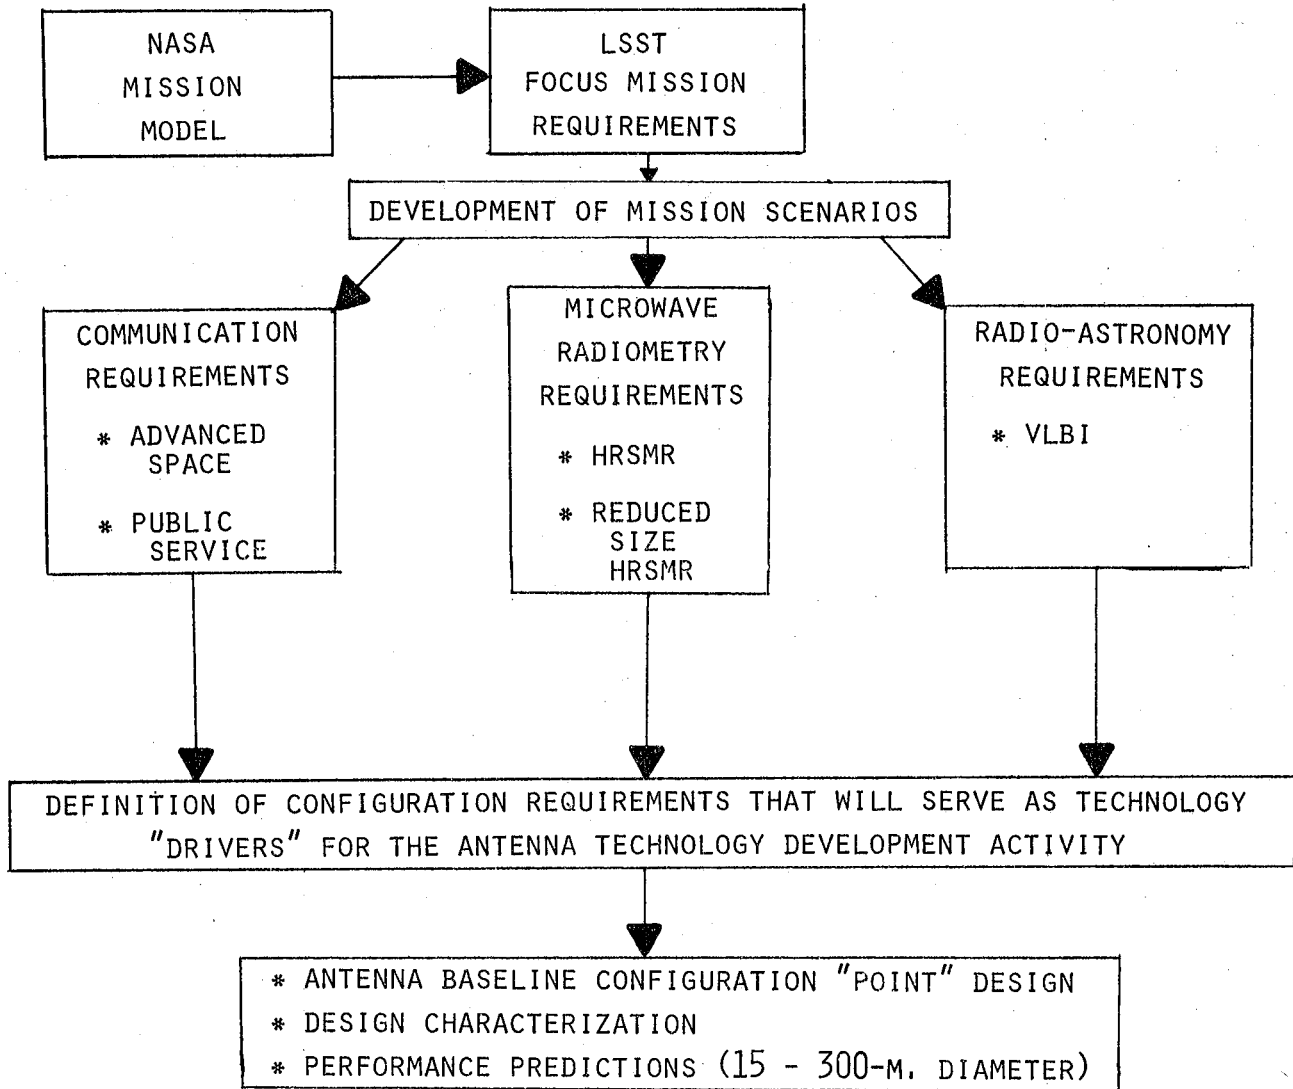 NASA
MISSION
MODEL
LSST
FOCUS MISSION
REQUIREMENTS
DEVELOPMENT OF MISSION SCENARIOS
COMMUNICATION
REQUIREMENTS
* ADVANCED
SPACE
* PUBLIC
SERVICE
MICROWAVE
RADIOMETRY
REQUIREMENTS
* HRSMR
* REDUCED
SIZE
HRSMR
RADIO-ASTRONOMY
REQUIREMENTS
* VLBI
DEFINITION OF CONFIGURATION REQUIREMENTS THAT WILL SERVE AS TECHNOLOGY
"DRIVERS" FOR THE ANTENNA TECHNOLOGY DEVELOPMENT ACTIVITY
* ANTENNA BASELINE CONFIGURATION "POINT" DESIGN
* DESIGN CHARACTERIZATION
* PERFORMANCE PREDICTIONS (15 - 300-M. DIAMETER)